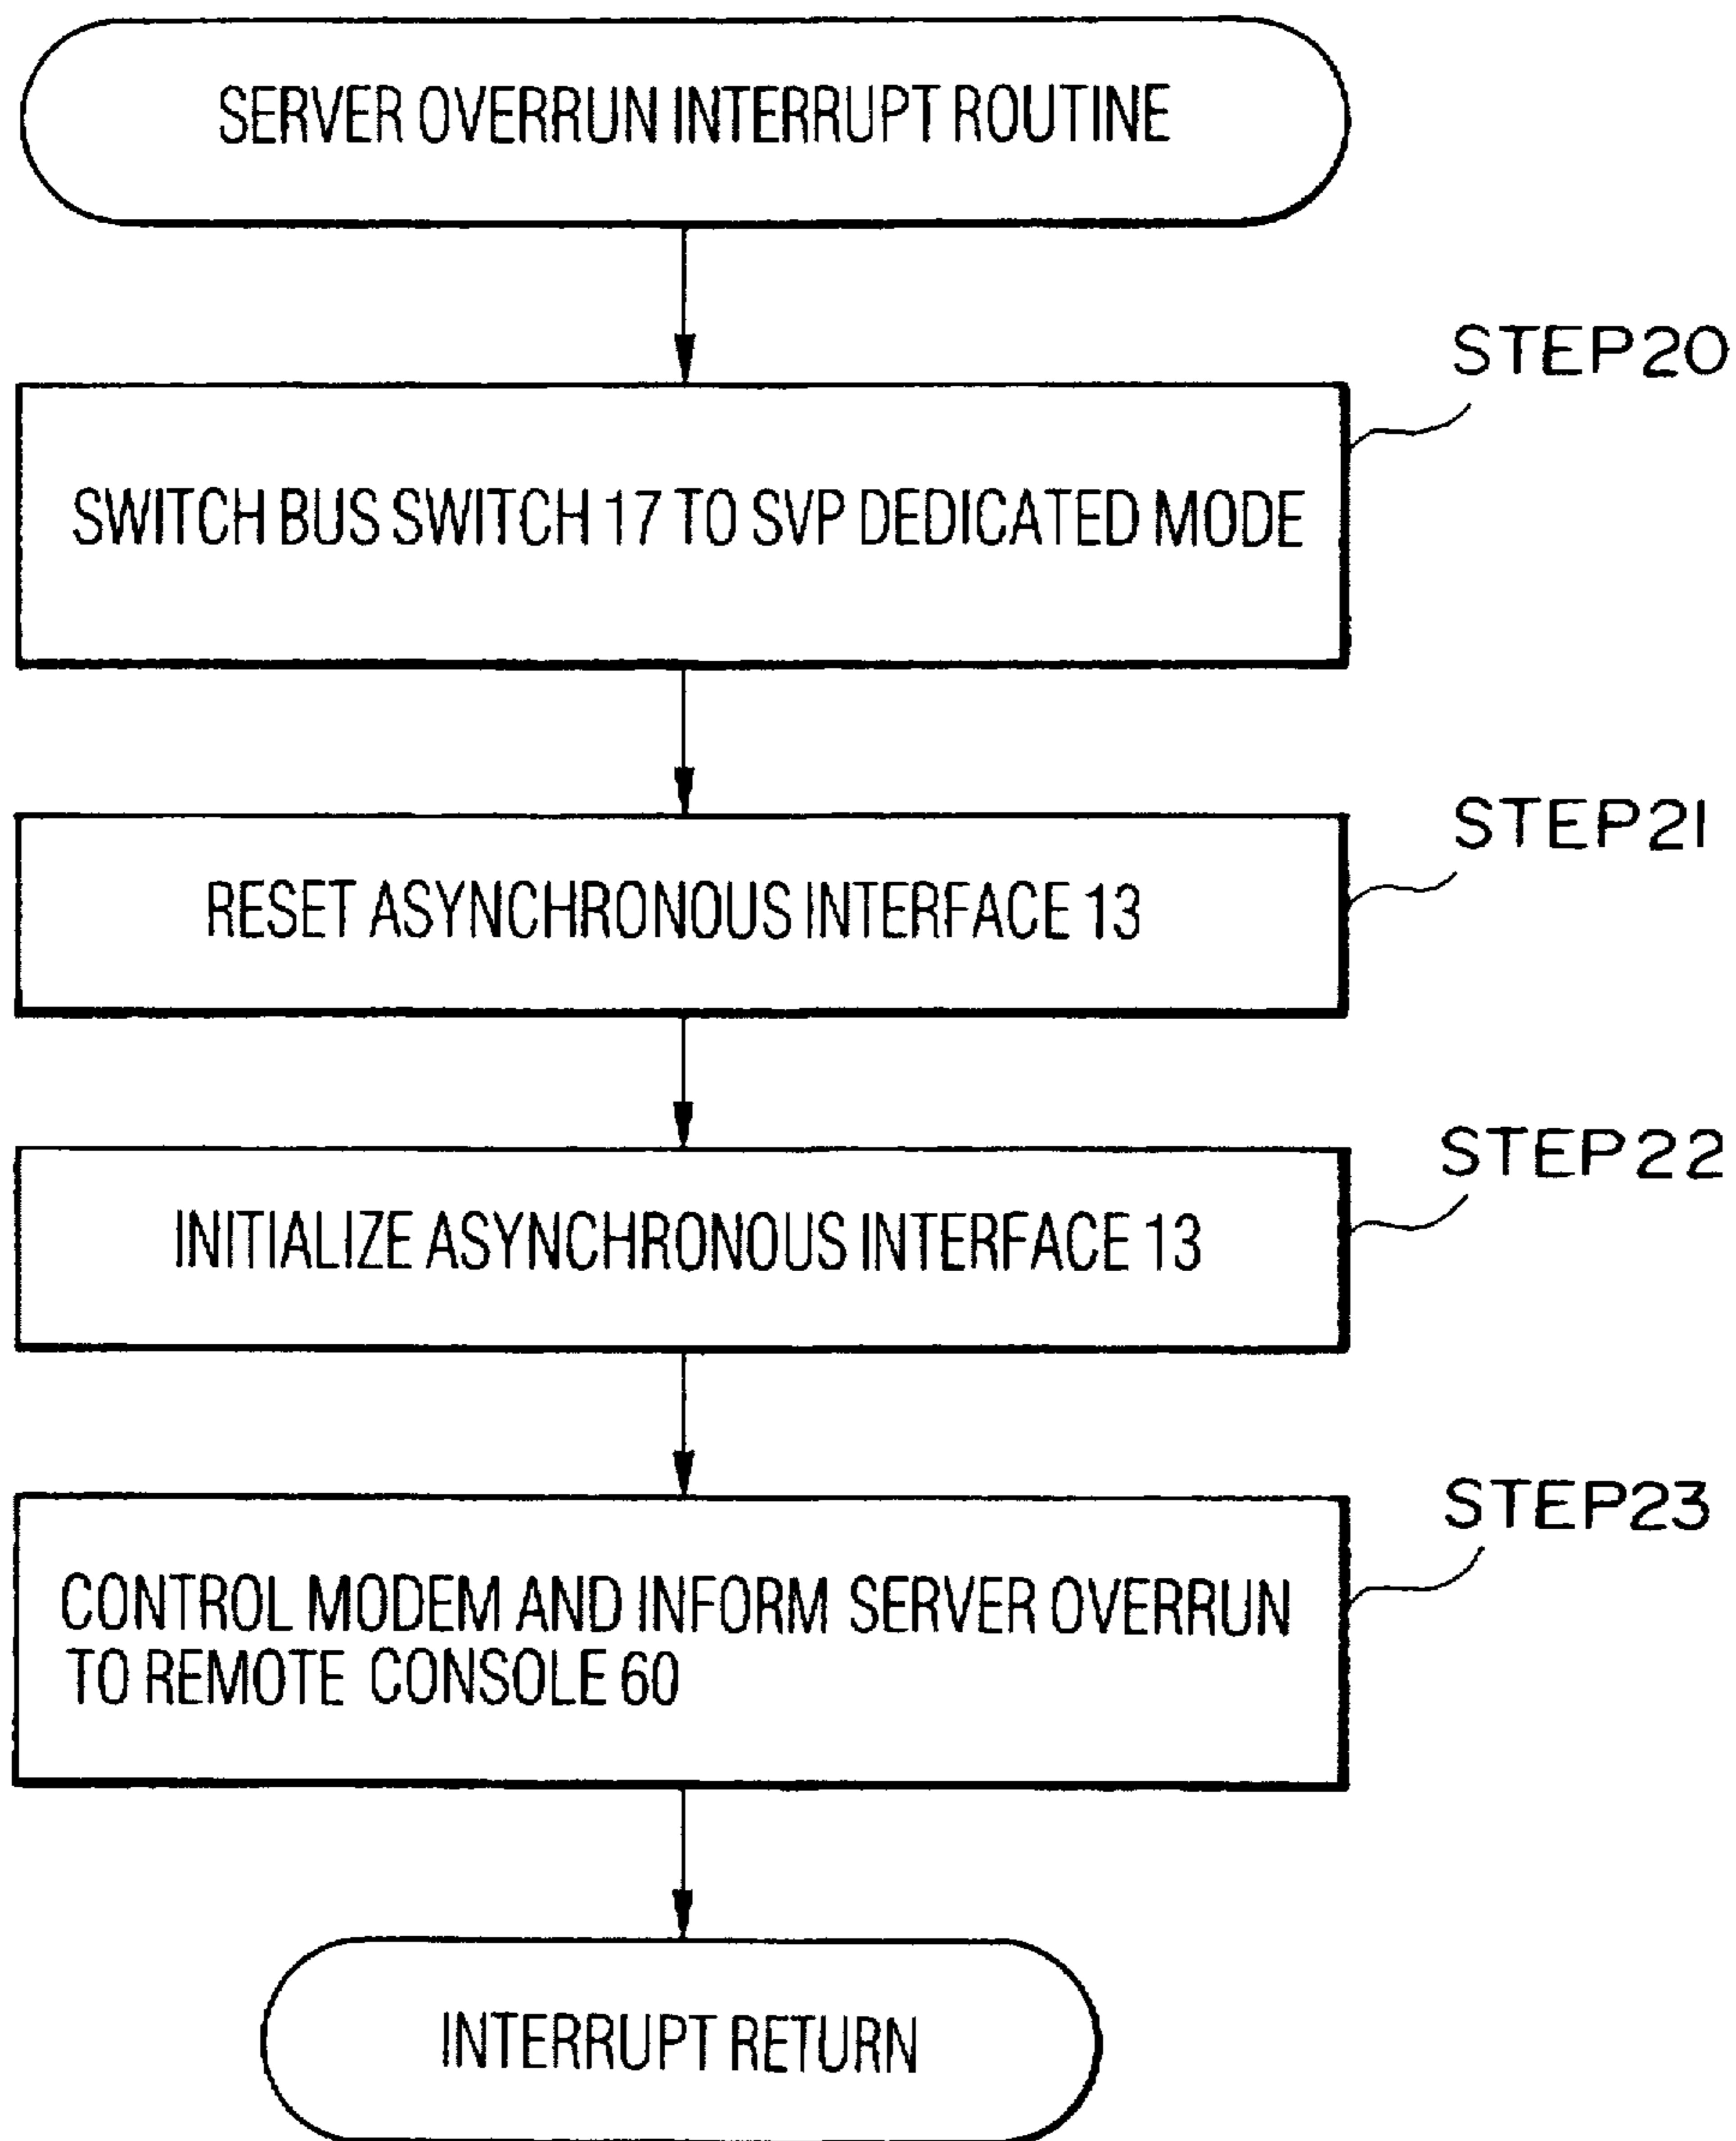 SERVER OVERRUN INTERRUPT ROUTINE
STEP20
SWITCH BUS SWITCH 17 TO SVP DEDICATED MODE
STEP21
RESET ASYNCHRONOUS INTERFACE 13
STEP22
INITIALIZE ASYNCHRONOUS INTERFACE 13
STEP23
CONTROL MODEM AND INFORM SERVER OVERRUN
TO REMOTE CONSOLE 60
INTERRUPT RETURN